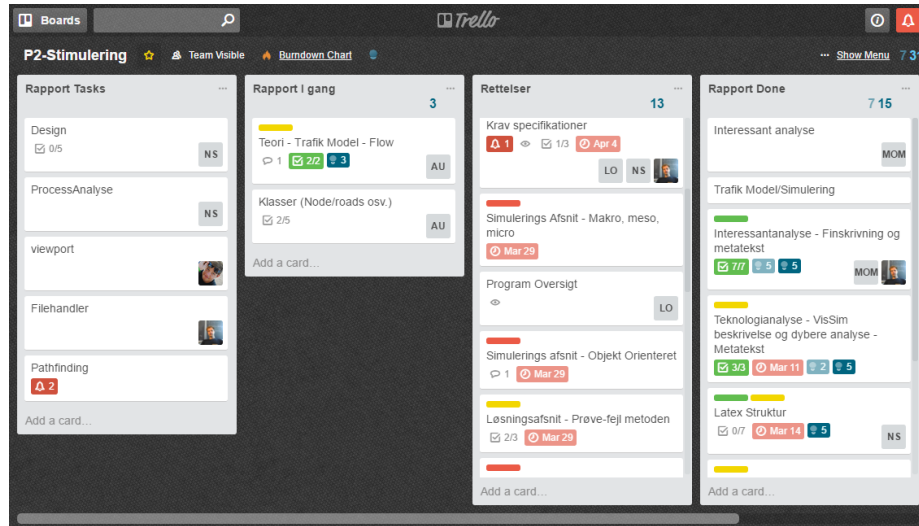 Boards
Trello
P2-Stimulering
Team Visible
Burndown Chart
... Show Menu
7 31
Rapport Tasks ...
Design
0/5
NS
ProcessAnalyse
NS
viewport
Filehandler
Pathfinding
2
Add a card...
Rapport I gang ...
3
Teori - Trafik Model - Flow
1 2/2 3
AU
Klasser (Node/roads osv.)
2/5
AU
Add a card...
Rettelser ...
13
Krav specifikationer
1 1/3 Apr 4
LO NS
Simulerings Afsnit - Makro, meso,
micro
Mar 29
Program Oversigt
LO
Simulerings afsnit - Objekt Orienteret
1 Mar 29
Løsningsafsnit - Prøve-fejl metoden
2/3 Mar 29
Add a card...
Rapport Done ...
7 15
Interessant analyse
MOM
Trafik Model/Simulering
Interessantanalyse - Finskrivning og
metatekst
7/7 5 5
MOM
Teknologianalyse - VisSim
beskrivelse og dybere analyse -
Metatekst
3/3 Mar 11 2 5
Latex Struktur
0/7 Mar 14 5
NS
Add a card...